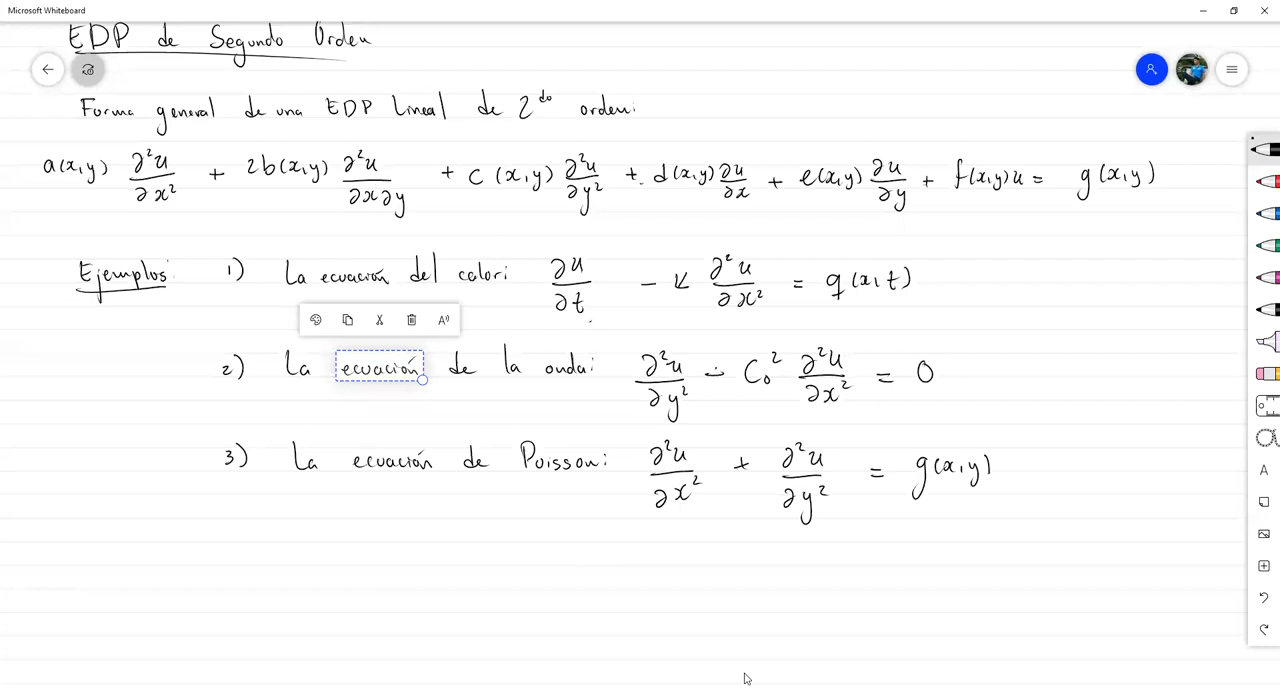 Microsoft Whiteboard
EDP de Segundo Orden
Forma general de una EDP lineal de 2^do orden:
a(x,y) ∂²u/∂x² + 2b(x,y) ∂²u/∂x∂y + c(x,y) ∂²u/∂y² + d(x,y) ∂u/∂x + e(x,y) ∂u/∂y + f(x,y)u = g(x,y)
Ejemplos: 1) La ecuación del calor: ∂u/∂t - K ∂²u/∂x² = q(x,t)
2) La ecuación de la onda: ∂²u/∂y² - C₀² ∂²u/∂x² = 0
3) La ecuación de Poisson: ∂²u/∂x² + ∂²u/∂y² = g(x,y)